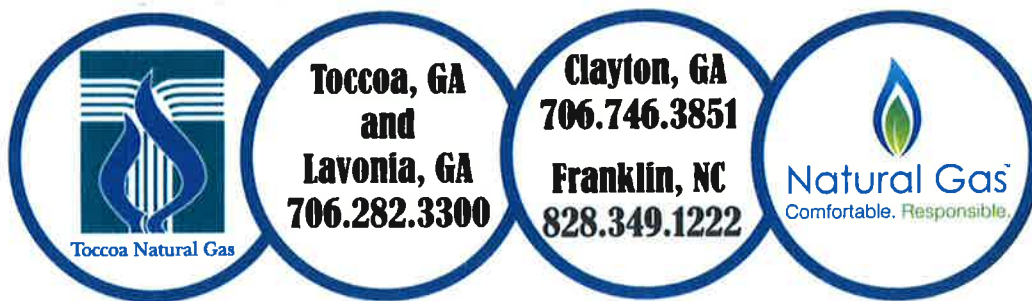 Toccoa Natural Gas
Toccoa, GA
and
Lavonia, GA
706.282.3300
Clayton, GA
706.746.3851
Franklin, NC
828.349.1222
Natural Gas™
Comfortable. Responsible.